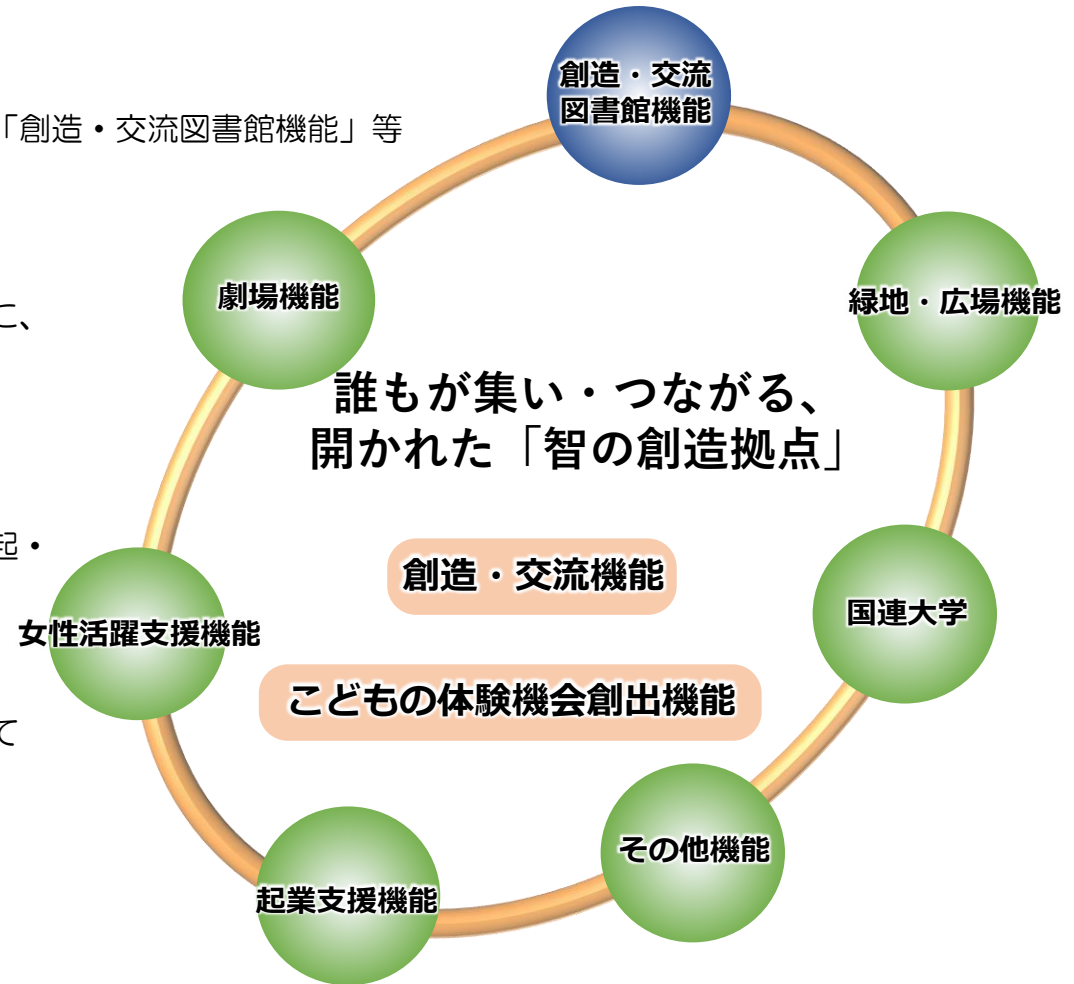 創造・交流
図書館機能
「創造・交流図書館機能」等
劇場機能
緑地・広場機能
に、
誰もが集い・つながる、
開かれた「智の創造拠点」
起・
創造・交流機能
国連大学
女性活躍支援機能
こどもの体験機会創出機能
て
その他機能
起業支援機能